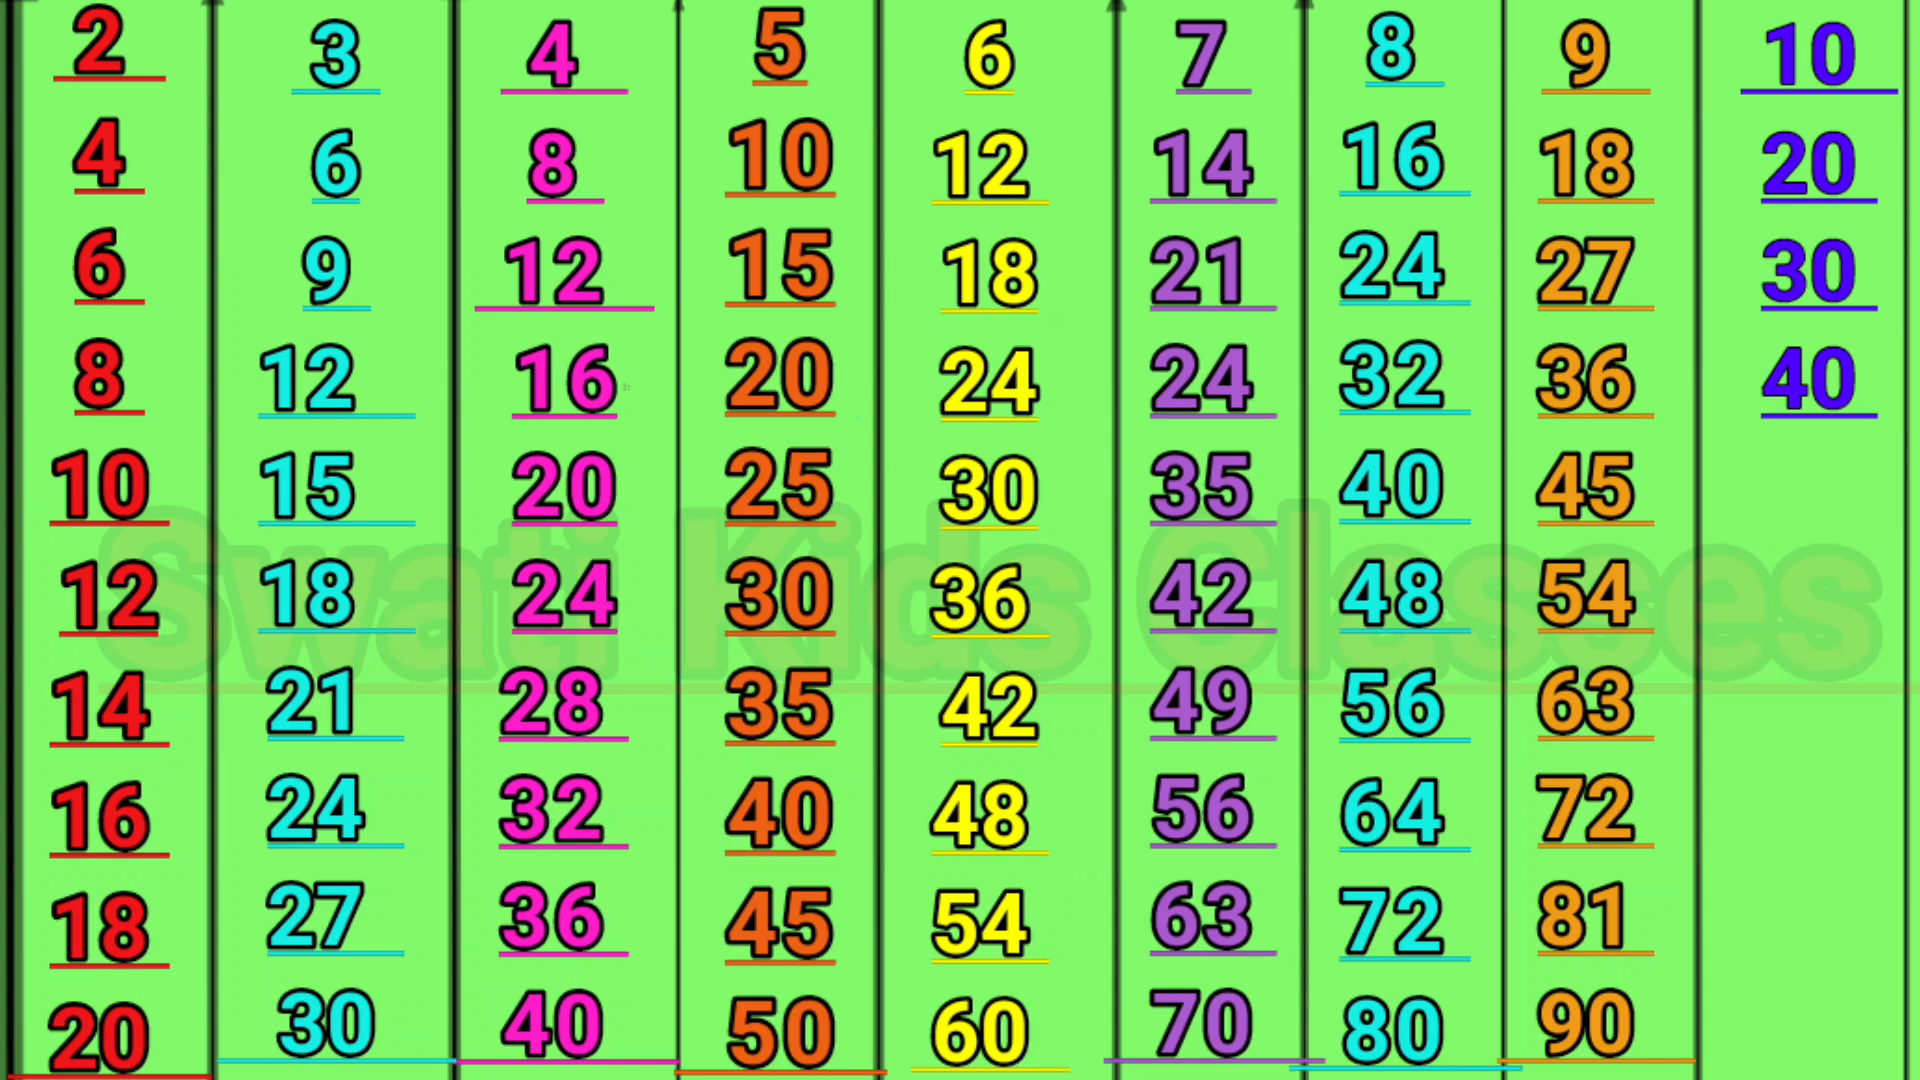 2 3 4 5 6 7 8 9 10
4 6 8 10 12 14 16 18 20
6 9 12 15 18 21 24 27 30
8 12 16 20 24 24 32 36 40
10 15 20 25 30 35 40 45
12 18 24 30 36 42 48 54
Swati Kids Classes
14 21 28 35 42 49 56 63
16 24 32 40 48 56 64 72
18 27 36 45 54 63 72 81
20 30 40 50 60 70 80 90